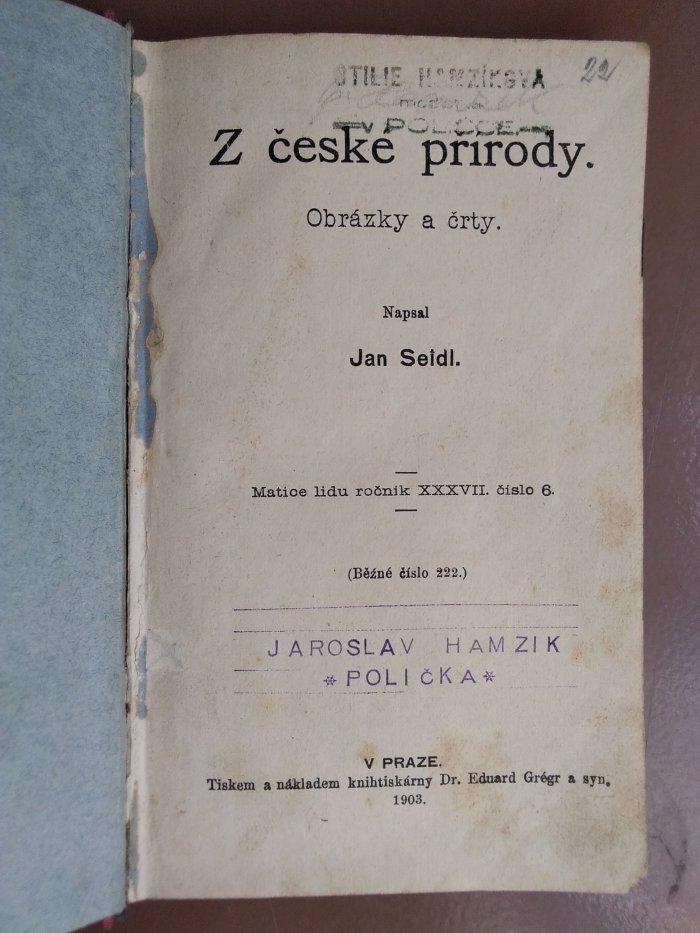 OTILIE HAMZÍKOVA
22
V POLIČCE
Z české přírody.
Obrázky a črty.
Napsal
Jan Seidl.
Matice lidu ročník XXXVII. číslo 6.
(Běžné číslo 222.)
JAROSLAV HAMZIK
*POLIČKA*
V PRAZE.
Tiskem a nákladem knihtiskárny Dr. Eduard Grégr a syn.
1903.